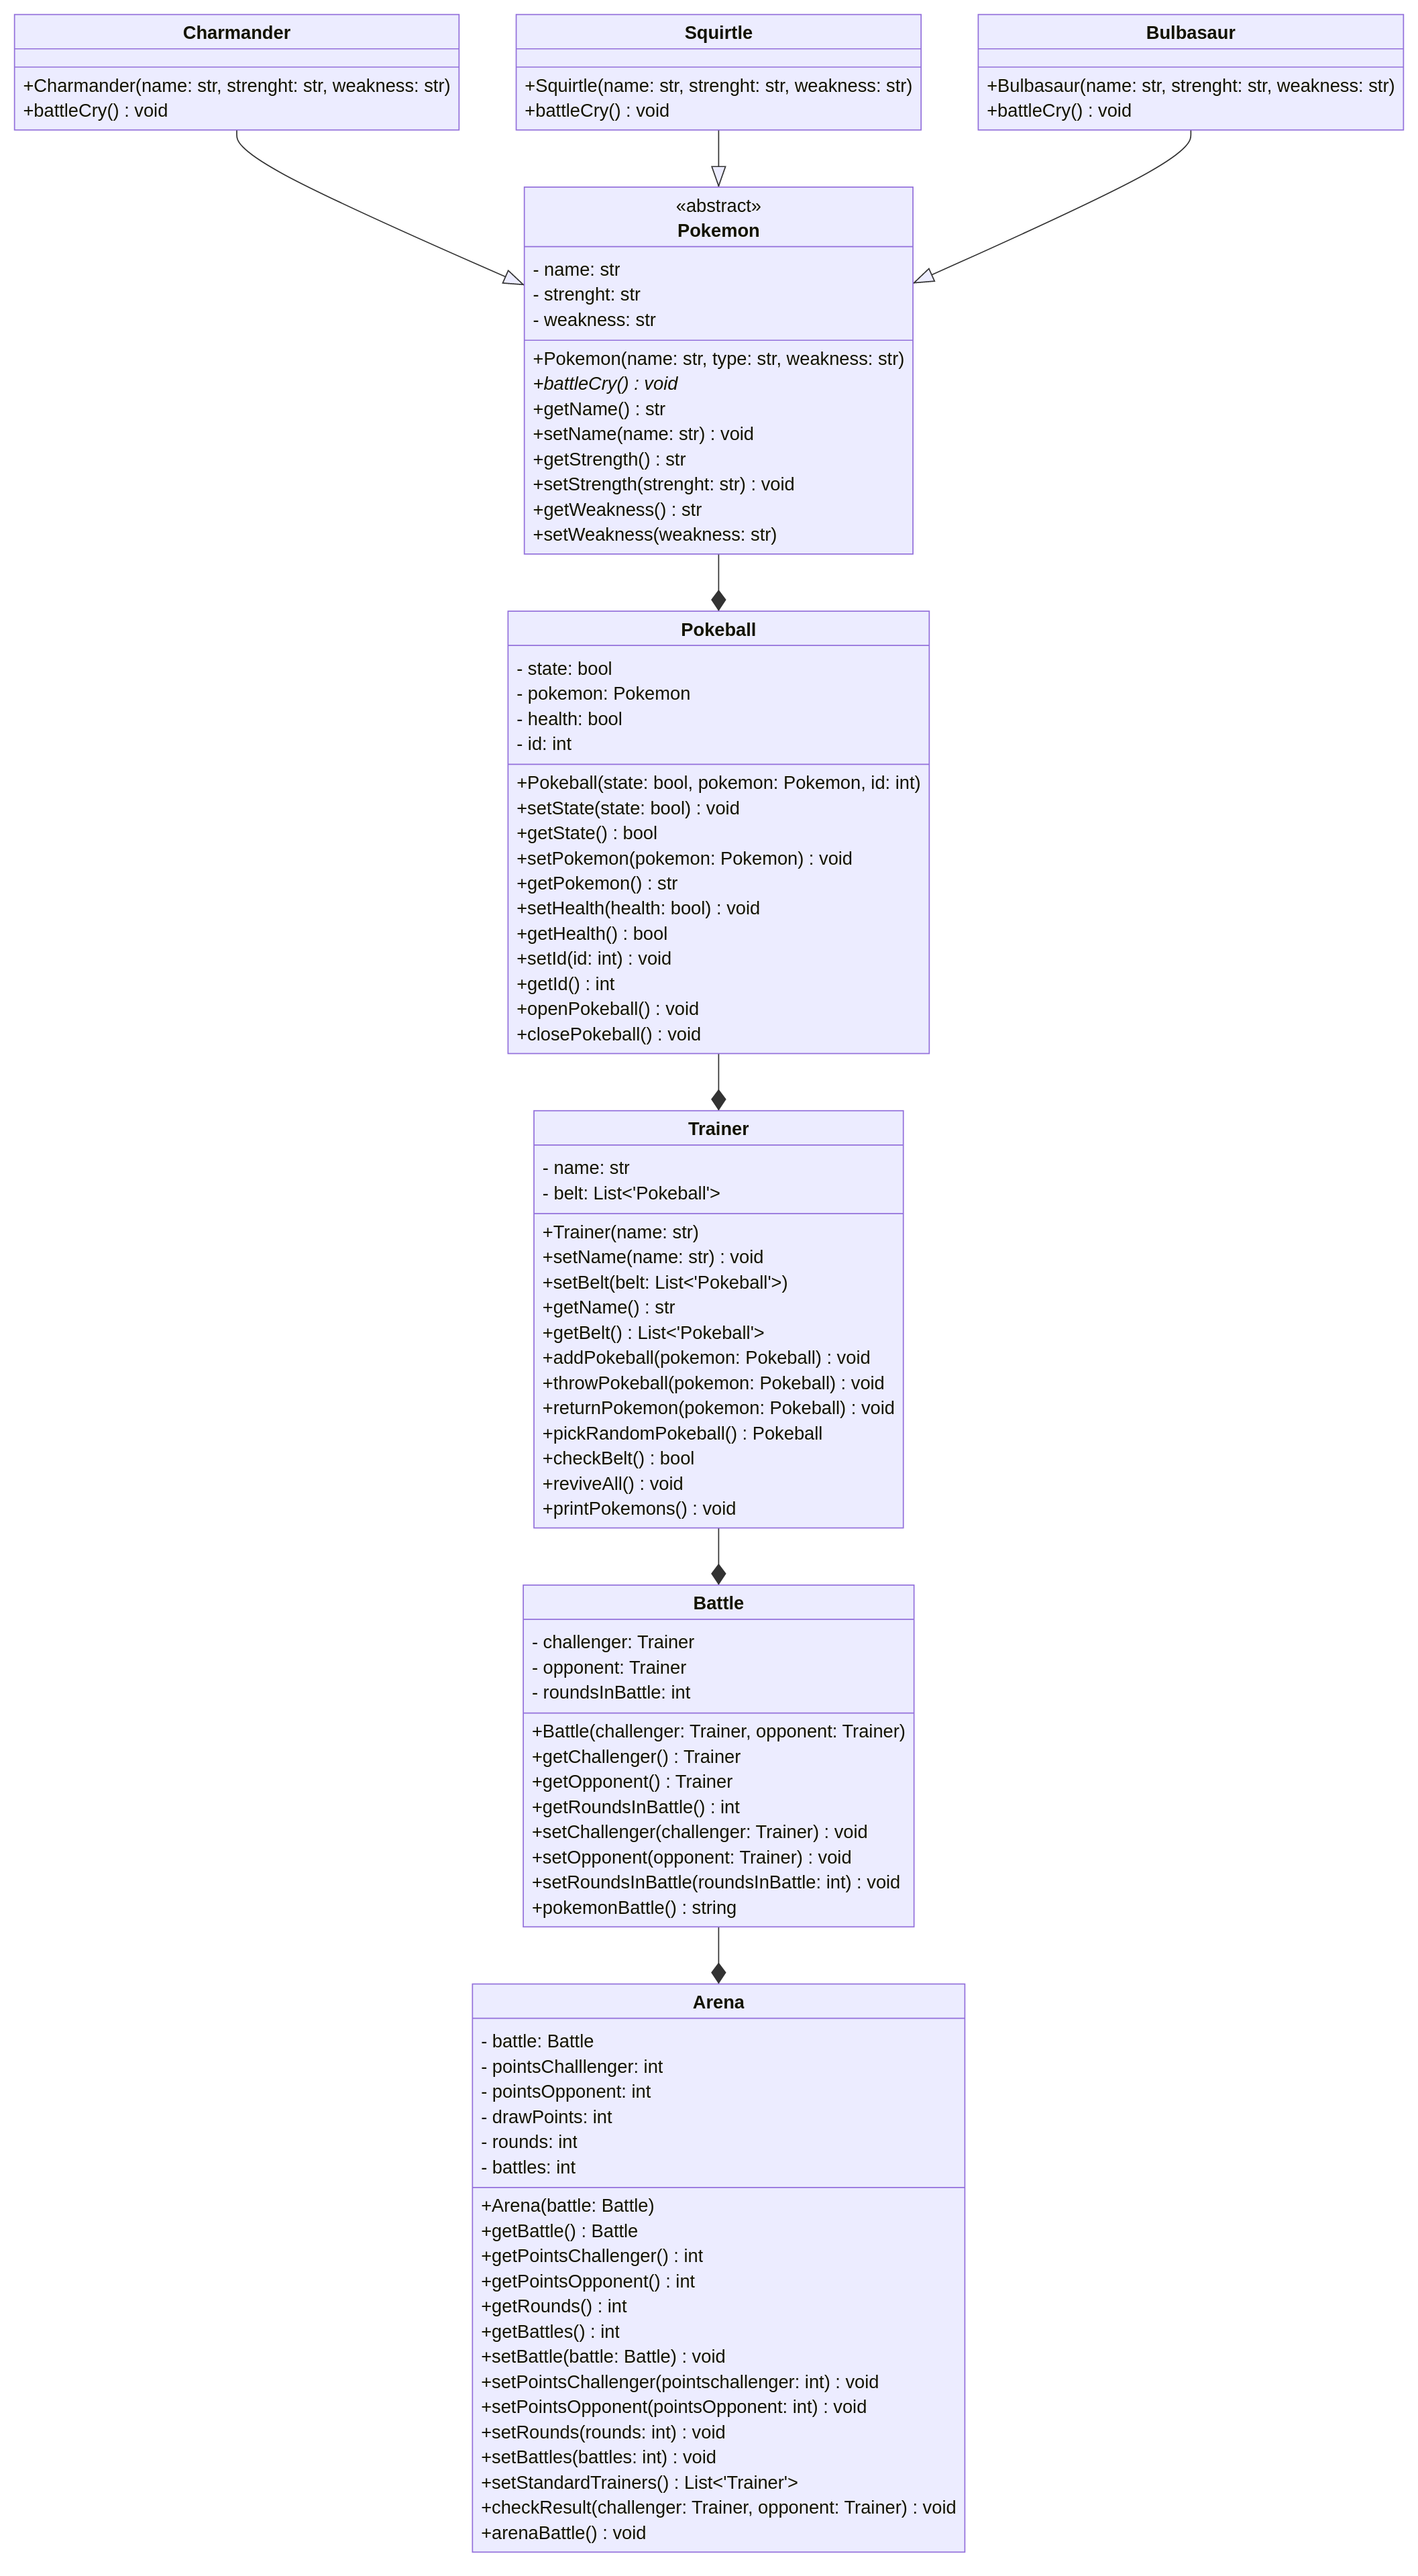 Charmander
+Charmander(name: str, strenght: str, weakness: str)
+battleCry() : void
Squirtle
+Squirtle(name: str, strenght: str, weakness: str)
+battleCry() : void
Bulbasaur
+Bulbasaur(name: str, strenght: str, weakness: str)
+battleCry() : void
«abstract»
Pokemon
- name: str
- strenght: str
- weakness: str
+Pokemon(name: str, type: str, weakness: str)
+battleCry() : void
+getName() : str
+setName(name: str) : void
+getStrength() : str
+setStrength(strenght: str) : void
+getWeakness() : str
+setWeakness(weakness: str)
Pokeball
- state: bool
- pokemon: Pokemon
- health: bool
- id: int
+Pokeball(state: bool, pokemon: Pokemon, id: int)
+setState(state: bool) : void
+getState() : bool
+setPokemon(pokemon: Pokemon) : void
+getPokemon() : str
+setHealth(health: bool) : void
+getHealth() : bool
+setId(id: int) : void
+getId() : int
+openPokeball() : void
+closePokeball() : void
Trainer
- name: str
- belt: List<'Pokeball'>
+Trainer(name: str)
+setName(name: str) : void
+setBelt(belt: List<'Pokeball'>)
+getName() : str
+getBelt() : List<'Pokeball'>
+addPokeball(pokemon: Pokeball) : void
+throwPokeball(pokemon: Pokeball) : void
+returnPokemon(pokemon: Pokeball) : void
+pickRandomPokeball() : Pokeball
+checkBelt() : bool
+reviveAll() : void
+printPokemons() : void
Battle
- challenger: Trainer
- opponent: Trainer
- roundsInBattle: int
+Battle(challenger: Trainer, opponent: Trainer)
+getChallenger() : Trainer
+getOpponent() : Trainer
+getRoundsInBattle() : int
+setChallenger(challenger: Trainer) : void
+setOpponent(opponent: Trainer) : void
+setRoundsInBattle(roundsInBattle: int) : void
+pokemonBattle() : string
Arena
- battle: Battle
- pointsChalllenger: int
- pointsOpponent: int
- drawPoints: int
- rounds: int
- battles: int
+Arena(battle: Battle)
+getBattle() : Battle
+getPointsChallenger() : int
+getPointsOpponent() : int
+getRounds() : int
+getBattles() : int
+setBattle(battle: Battle) : void
+setPointsChallenger(pointschallenger: int) : void
+setPointsOpponent(pointsOpponent: int) : void
+setRounds(rounds: int) : void
+setBattles(battles: int) : void
+setStandardTrainers() : List<'Trainer'>
+checkResult(challenger: Trainer, opponent: Trainer) : void
+arenaBattle() : void